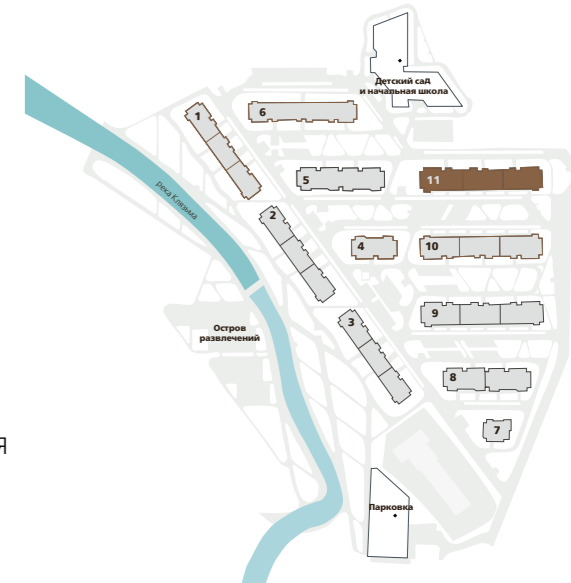 Детский саД
и начальная школа
1
6
5
11
река Клязьма
2
4
10
3
9
Остров
развлечений
8
7
Я
Парковка